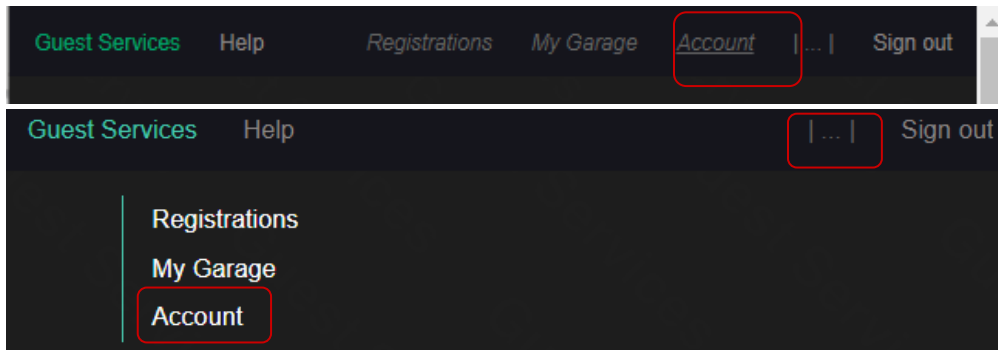 Guest Services Help Registrations My Garage Account | ... | Sign out
Guest Services Help | ... | Sign out
Registrations
My Garage
Account